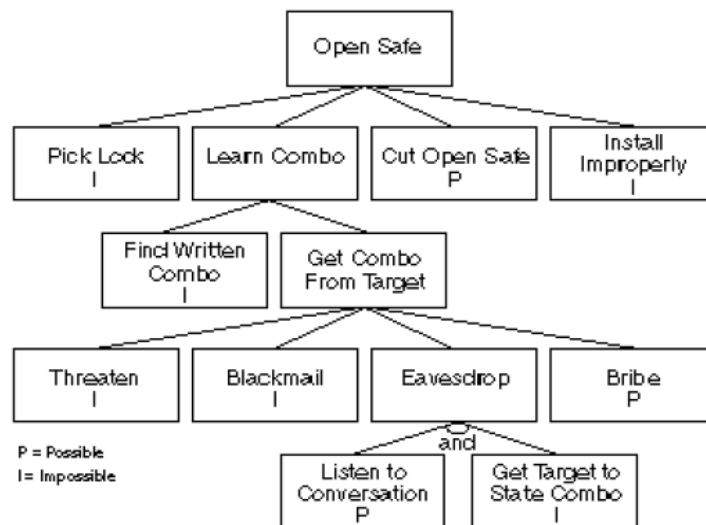 Open Safe
Pick Lock
I
Learn Combo
Cut Open Safe
P
Install
Improperly
I
Find Written
Combo
I
Get Combo
From Target
Threaten
I
Blackmail
I
Eavesdrop
Bribe
P
and
P = Possible
I = Impossible
Listen to
Conversation
P
Get Target to
State Combo
I